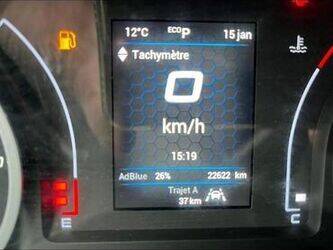 12°C ECO P 15 jan
Tachymètre
0
km/h
15:19
AdBlue 26% 22622 km
Trajet A
37 km
E C